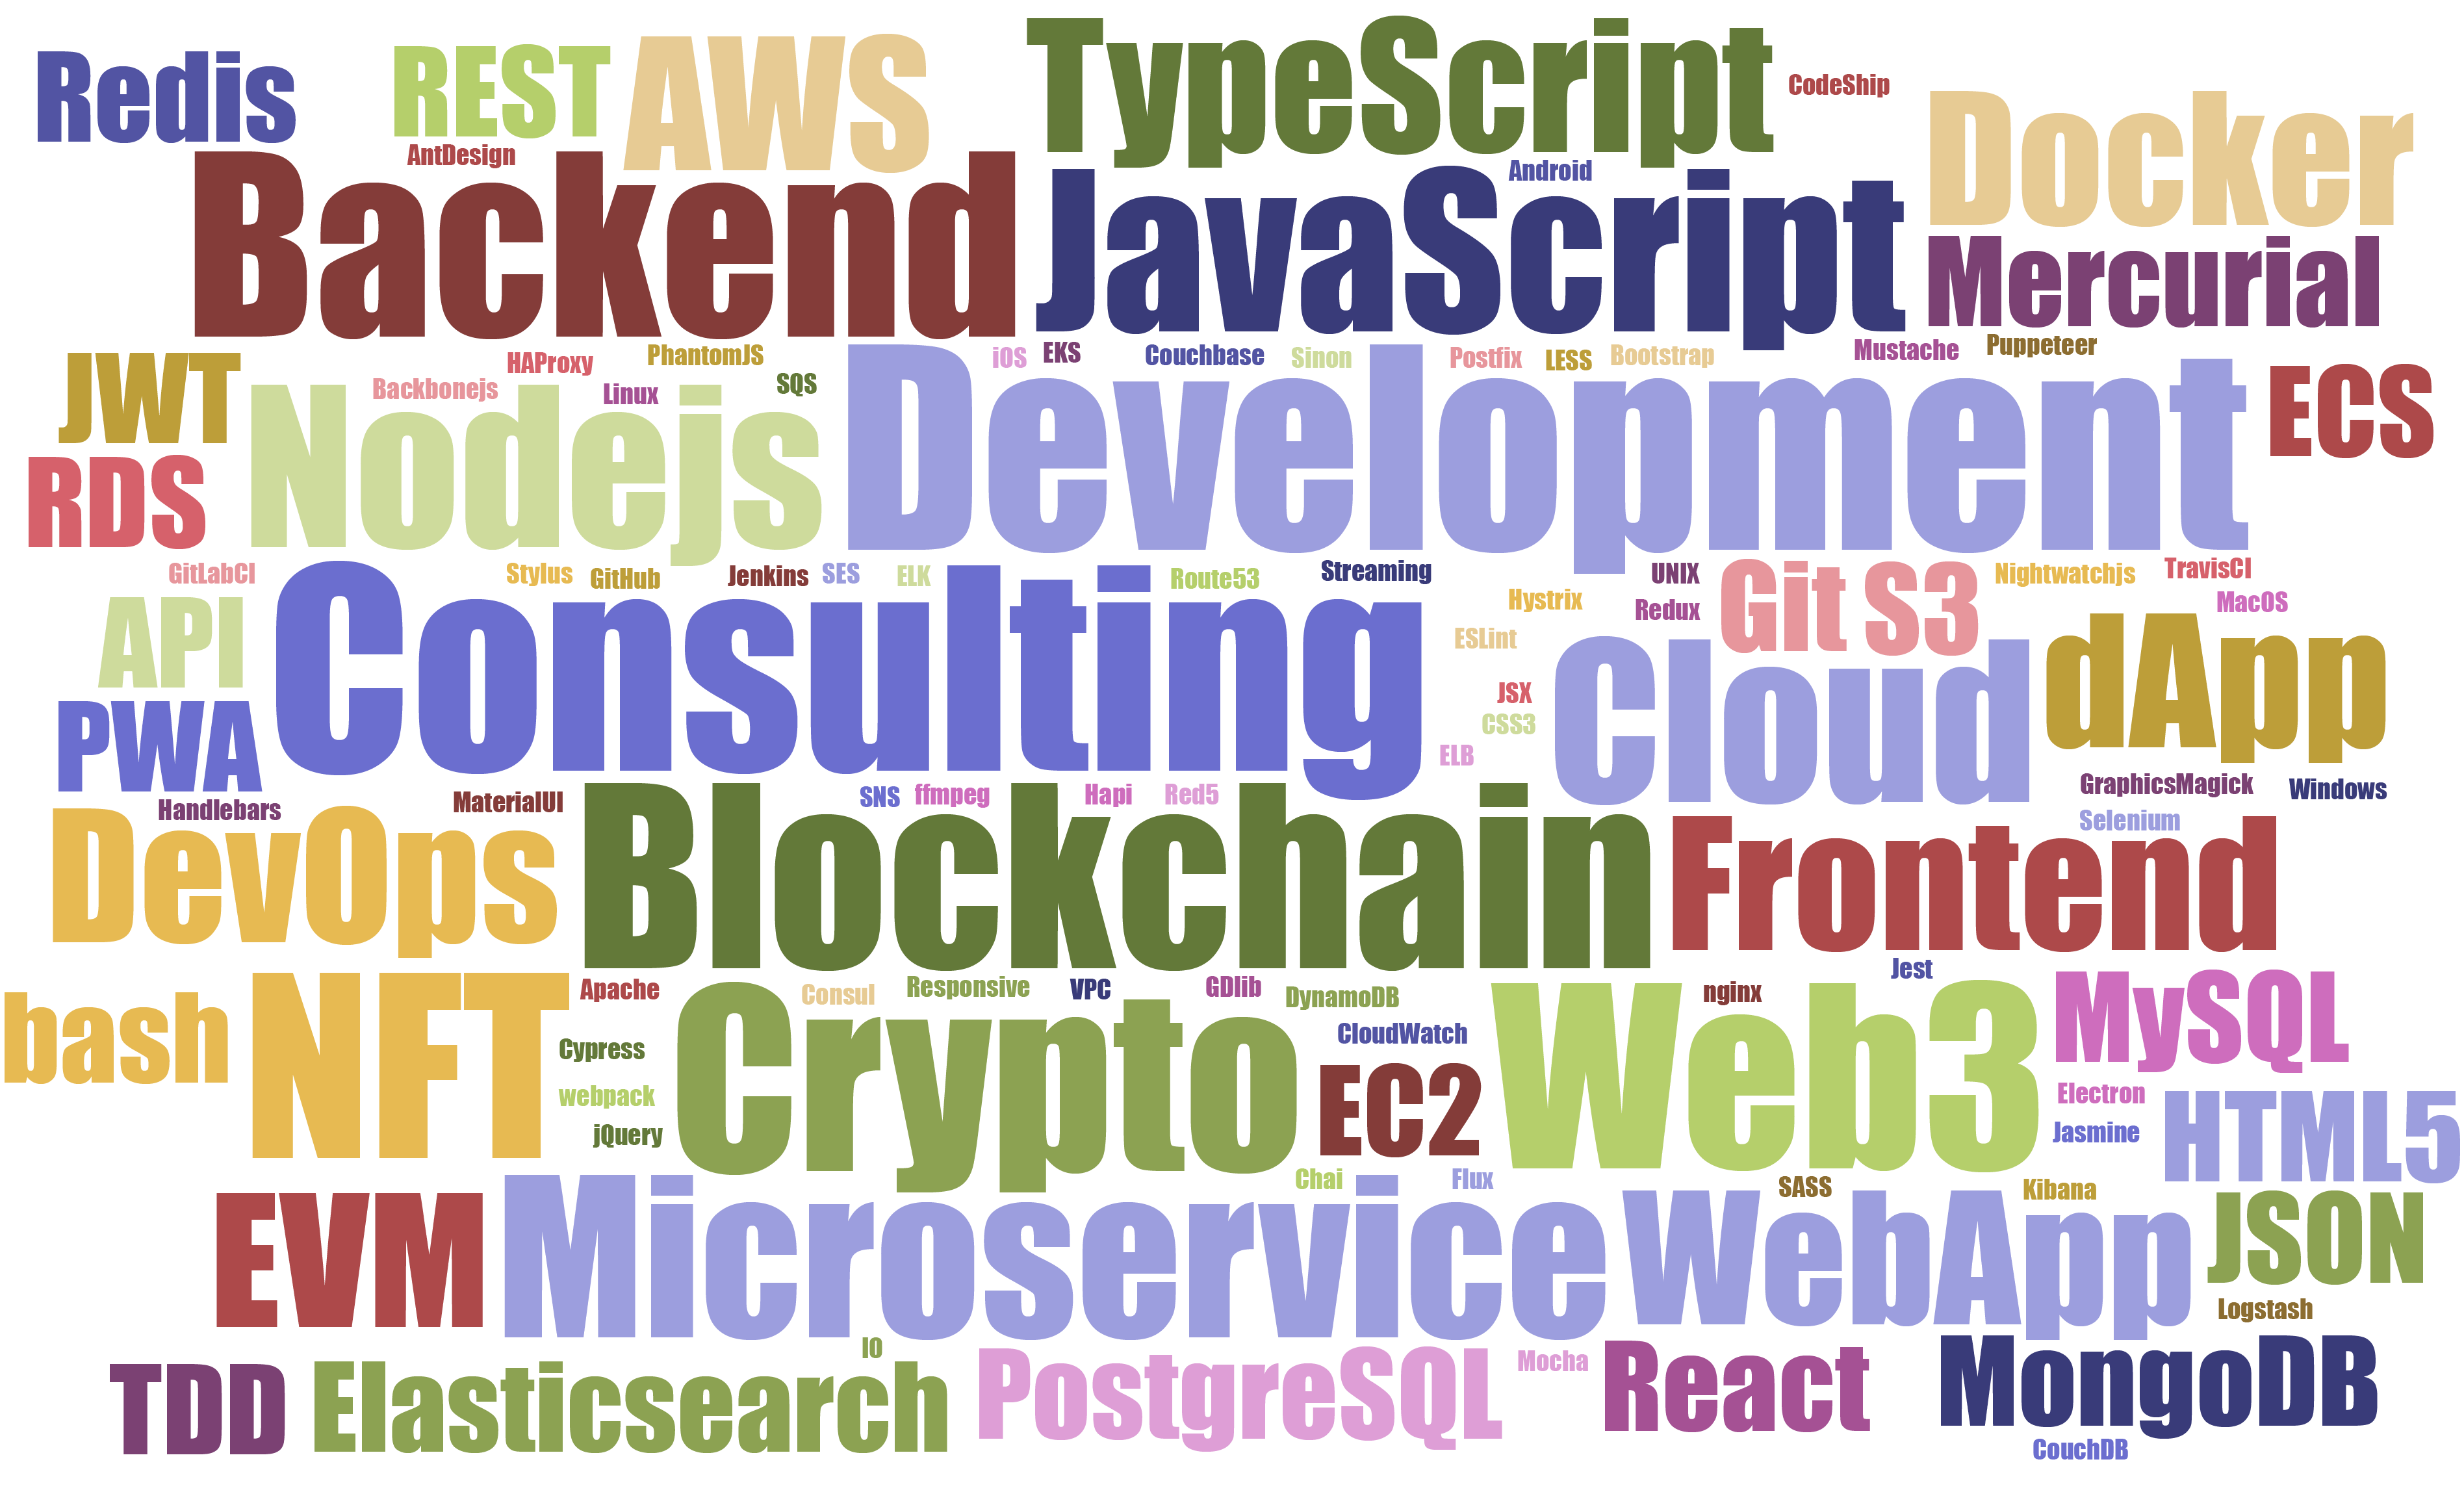 Redis REST AWS TypeScript CodeShip Docker
AntDesign Android
Backend JavaScript Mercurial
JWT HAProxy PhantomJS iOS EKS Couchbase Sinon Postfix LESS Bootstrap Mustache Puppeteer
Backbonejs Linux SQS
RDS Nodejs Development ECS
GitLabCI Stylus GitHub Jenkins SES ELK Route53 Streaming UNIX Git S3 Nightwatchjs TravisCI
Hystrix Redux MacOS
ESLint
API Consulting Cloud dApp
JSX
CSS3
PWA ELB
Handlebars MaterialUI SNS ffmpeg Hapi Red5 GraphicsMagick Windows
Selenium
DevOps Blockchain Frontend
Apache Consul Responsive VPC GDlib DynamoDB nginx Jest MySQL
CloudWatch
bash NFT Cypress Crypto EC2 Web3
webpack Electron
jQuery Jasmine HTML5
Chai Flux SASS Kibana
EVM Microservice WebApp JSON
Logstash
IO
TDD Elasticsearch PostgreSQL Mocha React MongoDB
CouchDB